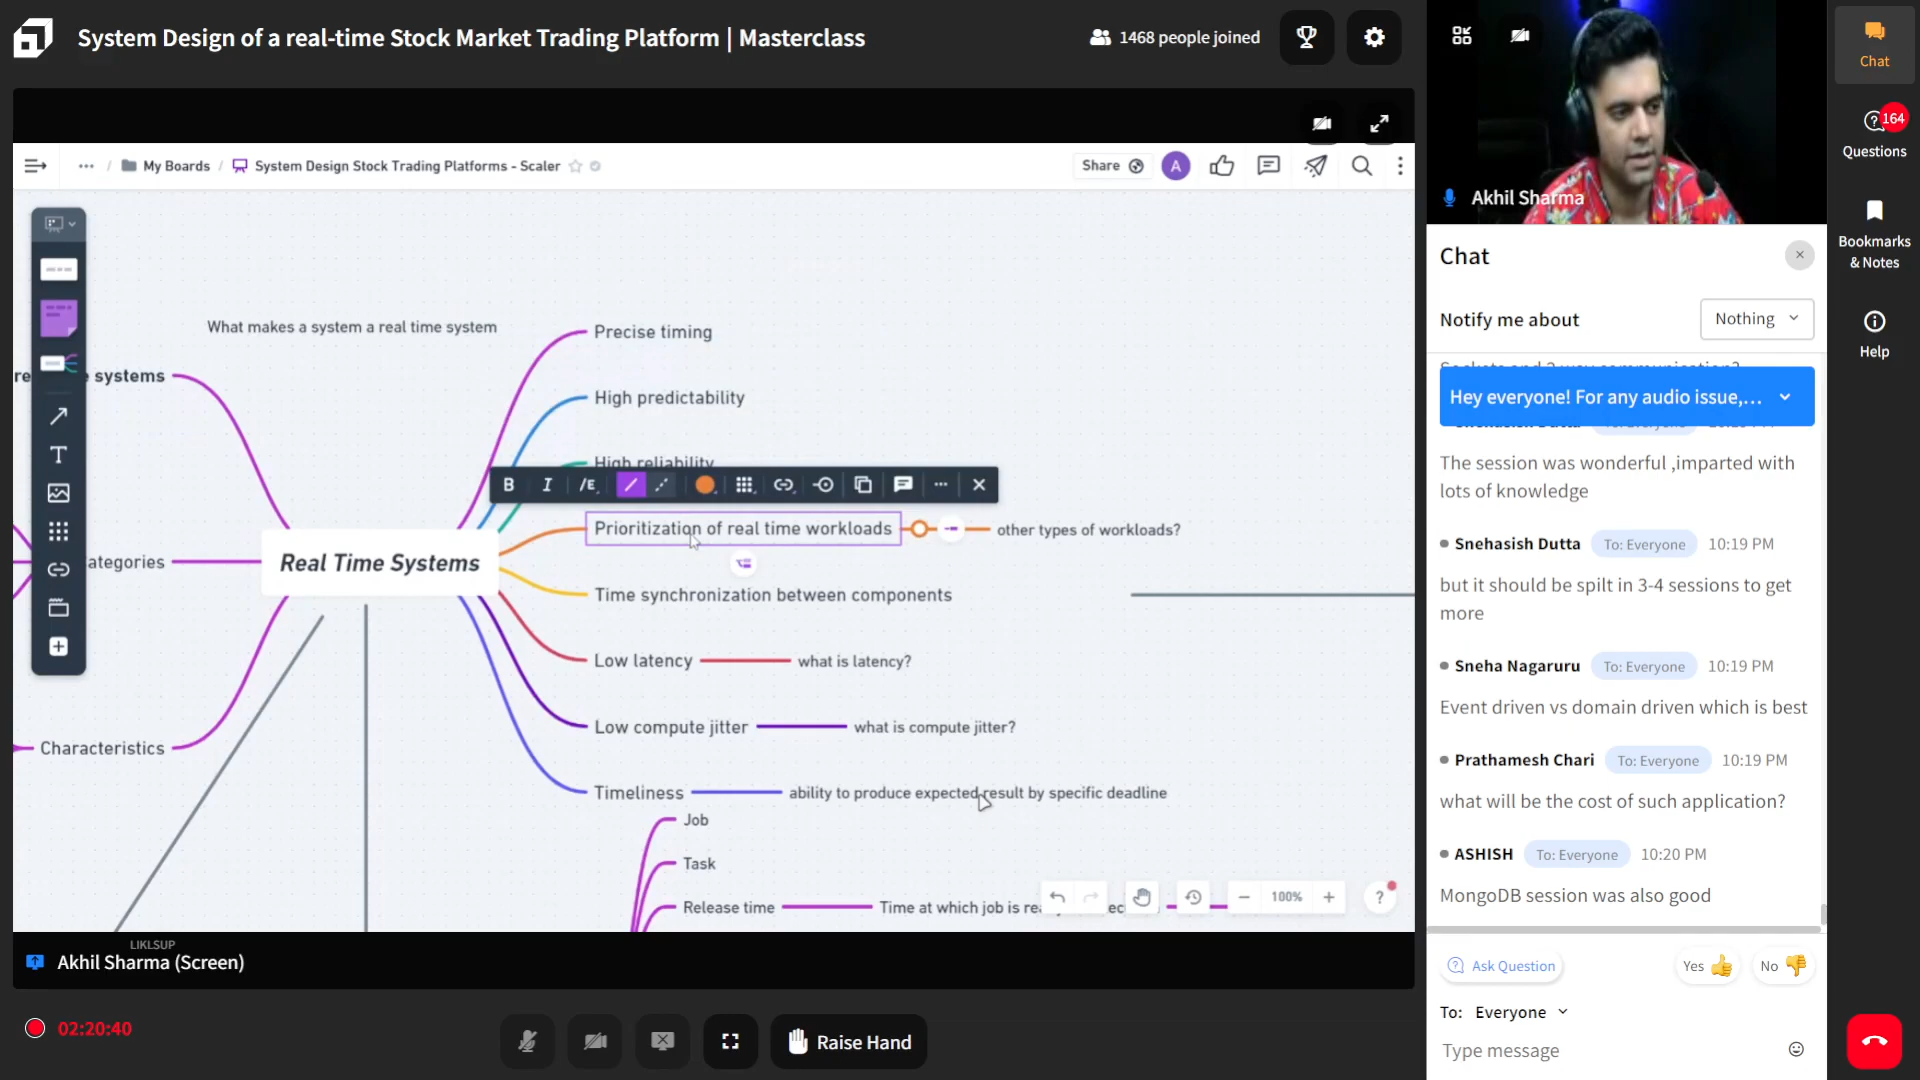 System Design of a real-time Stock Market Trading Platform | Masterclass
1468 people joined
My Boards / System Design Stock Trading Platforms - Scaler
Share
A
What makes a system a real time system
Precise timing
systems
High predictability
High reliability
B I /E
Prioritization of real time workloads
other types of workloads?
Real Time Systems
ategories
Time synchronization between components
Low latency
what is latency?
Low compute jitter
what is compute jitter?
Characteristics
Timeliness
ability to produce expected result by specific deadline
Job
Task
Release time
Time at which job is
100%
?
LIKLSUP
Akhil Sharma (Screen)
02:20:40
Raise Hand
Akhil Sharma
Chat
Notify me about
Nothing
Hey everyone! For any audio issue,...
The session was wonderful ,imparted with
lots of knowledge
Snehasish Dutta To: Everyone 10:19 PM
but it should be spilt in 3-4 sessions to get
more
Sneha Nagaruru To: Everyone 10:19 PM
Event driven vs domain driven which is best
Prathamesh Chari To: Everyone 10:19 PM
what will be the cost of such application?
ASHISH To: Everyone 10:20 PM
MongoDB session was also good
Ask Question
Yes
No
To: Everyone
Type message
Chat
164
Questions
Bookmarks
& Notes
Help